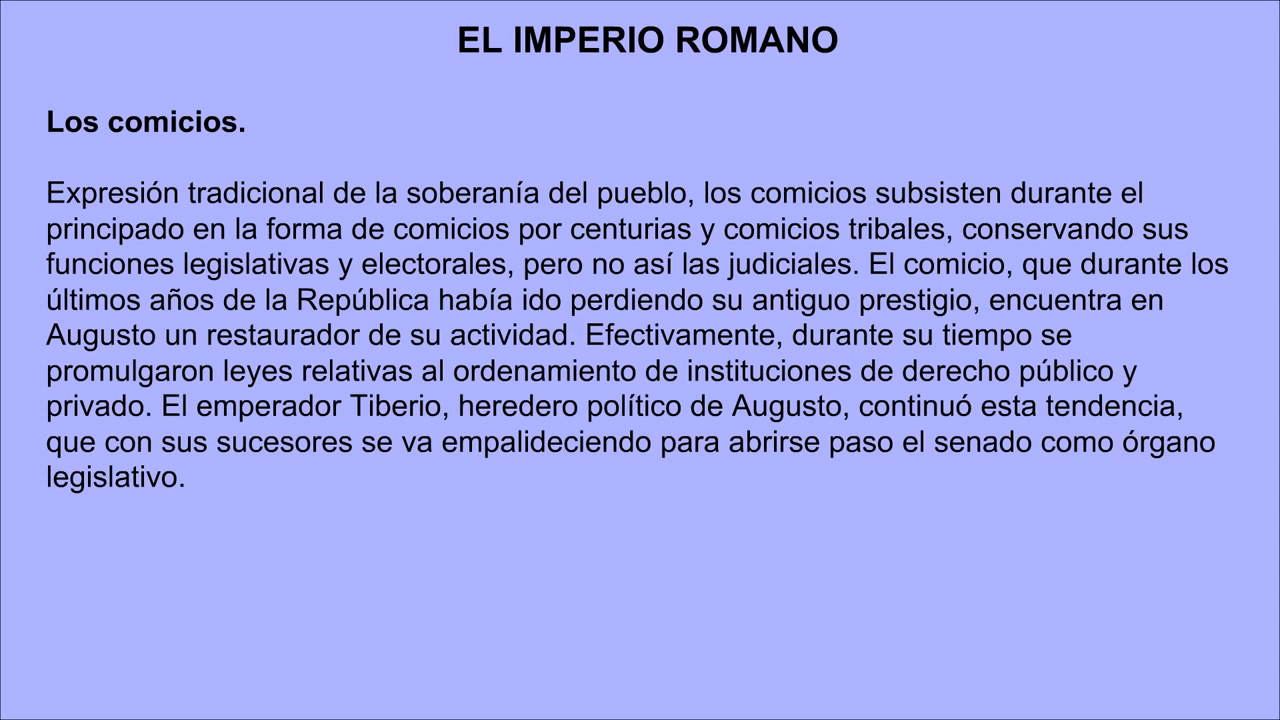 EL IMPERIO ROMANO
Los comicios.
Expresión tradicional de la soberanía del pueblo, los comicios subsisten durante el
principado en la forma de comicios por centurias y comicios tribales, conservando sus
funciones legislativas y electorales, pero no así las judiciales. El comicio, que durante los
últimos años de la República había ido perdiendo su antiguo prestigio, encuentra en
Augusto un restaurador de su actividad. Efectivamente, durante su tiempo se
promulgaron leyes relativas al ordenamiento de instituciones de derecho público y
privado. El emperador Tiberio, heredero político de Augusto, continuó esta tendencia,
que con sus sucesores se va empalideciendo para abrirse paso el senado como órgano
legislativo.